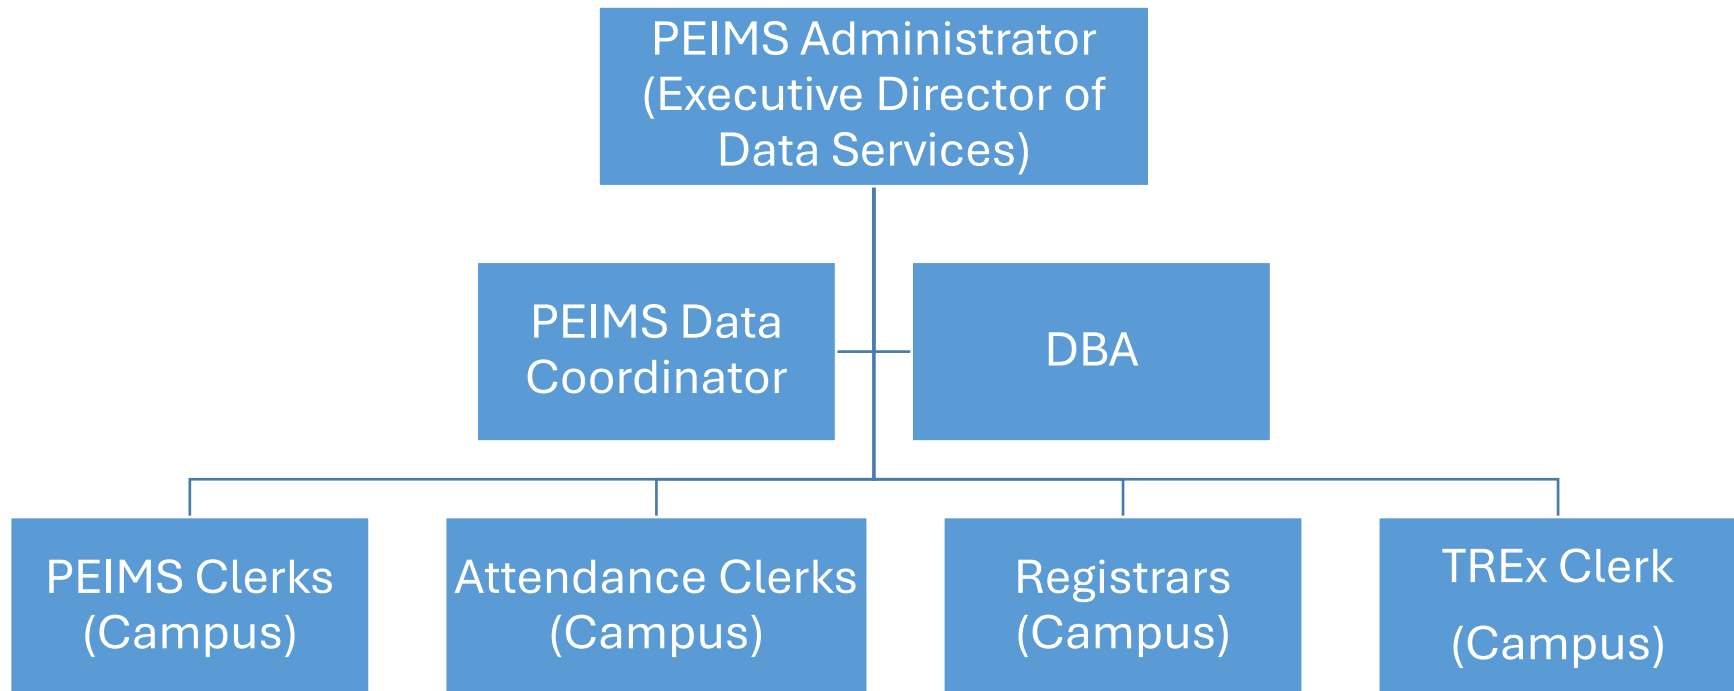 PEIMS Administrator
(Executive Director of
Data Services)
PEIMS Data
Coordinator
DBA
PEIMS Clerks
(Campus)
Attendance Clerks
(Campus)
Registrars
(Campus)
TREx Clerk
(Campus)